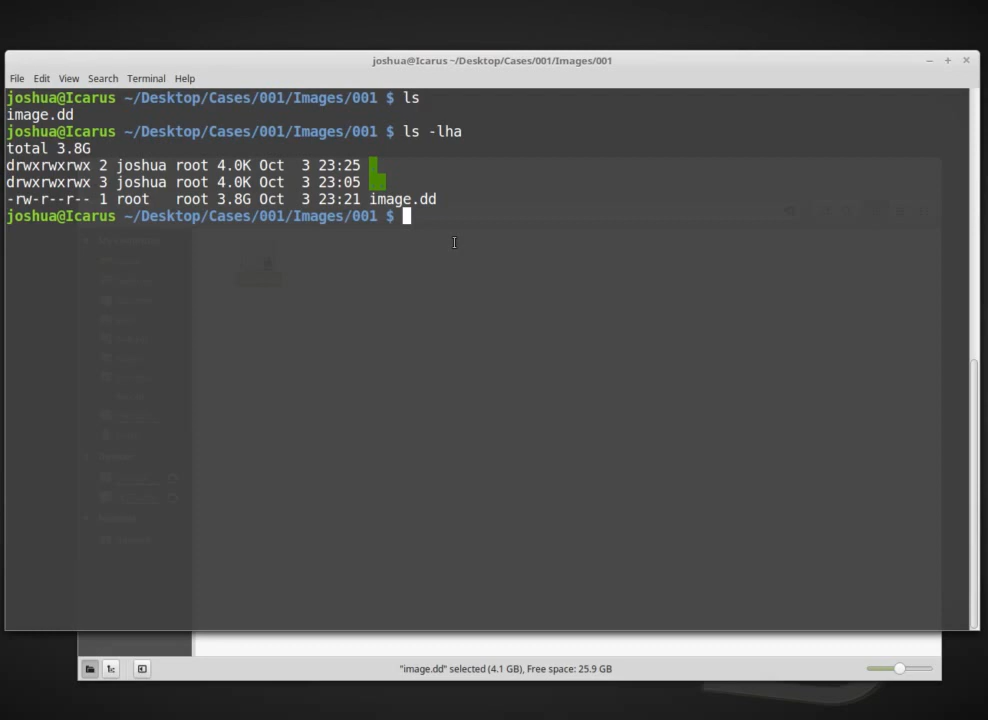 joshua@Icarus ~/Desktop/Cases/001/Images/001
File Edit View Search Terminal Help
joshua@Icarus ~/Desktop/Cases/001/Images/001 $ ls
image.dd
joshua@Icarus ~/Desktop/Cases/001/Images/001 $ ls -lha
total 3.8G
drwxrwxrwx 2 joshua root 4.0K Oct  3 23:25 .
drwxrwxrwx 3 joshua root 4.0K Oct  3 23:05 ..
-rw-r--r-- 1 root   root 3.8G Oct  3 23:21 image.dd
joshua@Icarus ~/Desktop/Cases/001/Images/001 $
"image.dd" selected (4.1 GB), Free space: 25.9 GB